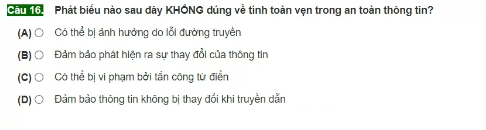 Câu 16. Phát biểu nào sau đây KHÔNG đúng về tính toàn vẹn trong an toàn thông tin?
(A) Có thể bị ảnh hưởng do lỗi đường truyền
(B) Đảm bảo phát hiện ra sự thay đổi của thông tin
(C) Có thể bị vi phạm bởi tấn công từ điển
(D) Đảm bảo thông tin không bị thay đổi khi truyền dẫn